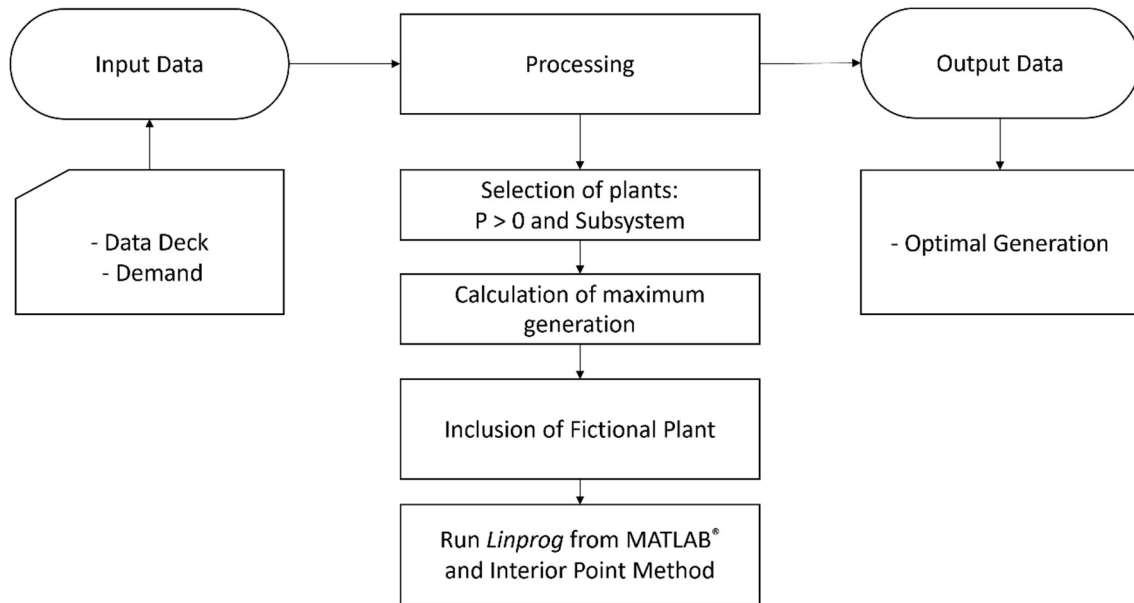 Input Data
Processing
Output Data
- Data Deck
- Demand
Selection of plants:
P > 0 and Subsystem
Calculation of maximum
generation
Inclusion of Fictional Plant
Run Linprog from MATLAB®
and Interior Point Method
- Optimal Generation